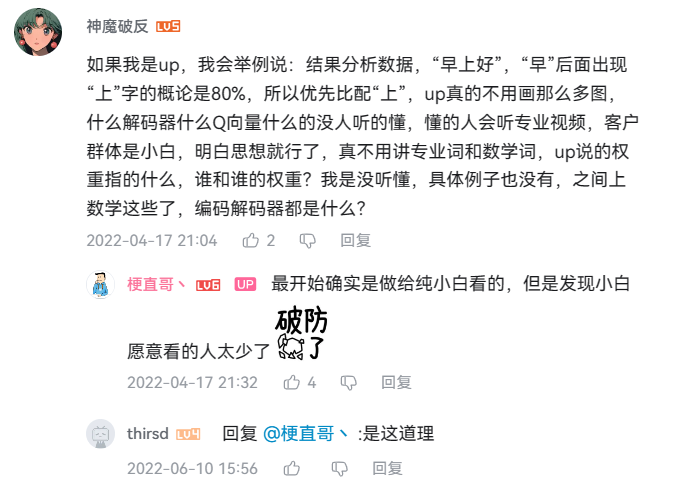 神魔破反 LV5
如果我是up，我会举例说：结果分析数据，“早上好”，“早”后面出现
“上”字的概论是80%，所以优先比配“上”，up真的不用画那么多图，
什么解码器什么Q向量什么的没人听的懂，懂的人会听专业视频，客户
群体是小白，明白思想就行了，真不用讲专业词和数学词，up说的权
重指的什么，谁和谁的权重？我是没听懂，具体例子也没有，之间上
数学这些了，编码解码器都是什么？
2022-04-17 21:04 2 回复
梗直哥丶 LV6 UP 最开始确实是做给纯小白看的，但是发现小白
愿意看的人太少了 破防了
2022-04-17 21:32 4 回复
thirsd LV4 回复 @梗直哥丶 :是这道理
2022-06-10 15:56 回复